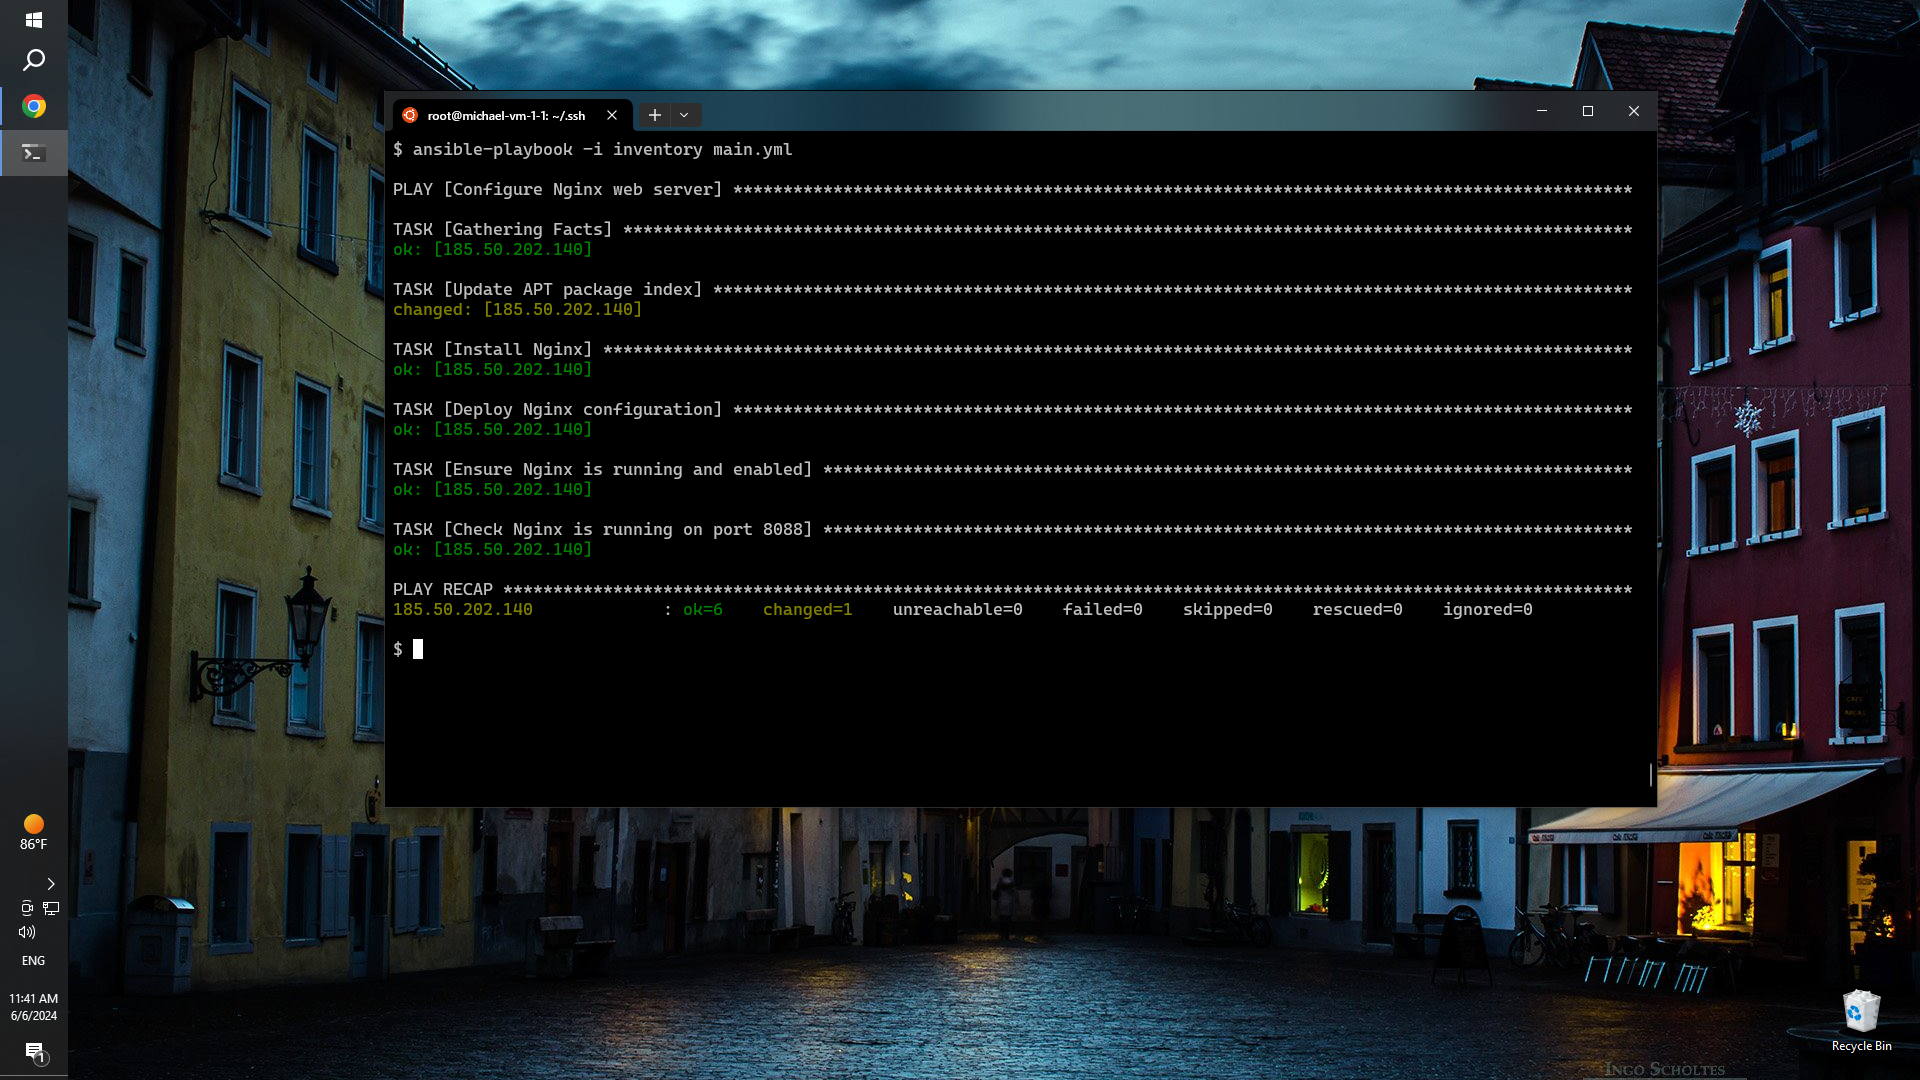 root@michael-vm-1-1: ~/.ssh
$ ansible-playbook -i inventory main.yml
PLAY [Configure Nginx web server] ******************************************************************************************
TASK [Gathering Facts] *****************************************************************************************************
ok: [185.50.202.140]
TASK [Update APT package index] ********************************************************************************************
changed: [185.50.202.140]
TASK [Install Nginx] *******************************************************************************************************
ok: [185.50.202.140]
TASK [Deploy Nginx configuration] ******************************************************************************************
ok: [185.50.202.140]
TASK [Ensure Nginx is running and enabled] *********************************************************************************
ok: [185.50.202.140]
TASK [Check Nginx is running on port 8088] *********************************************************************************
ok: [185.50.202.140]
PLAY RECAP *****************************************************************************************************************
185.50.202.140             : ok=6    changed=1    unreachable=0    failed=0    skipped=0    rescued=0    ignored=0
$
86°F
ENG
11:41 AM
6/6/2024
1
Recycle Bin
INGO SCHOLTES